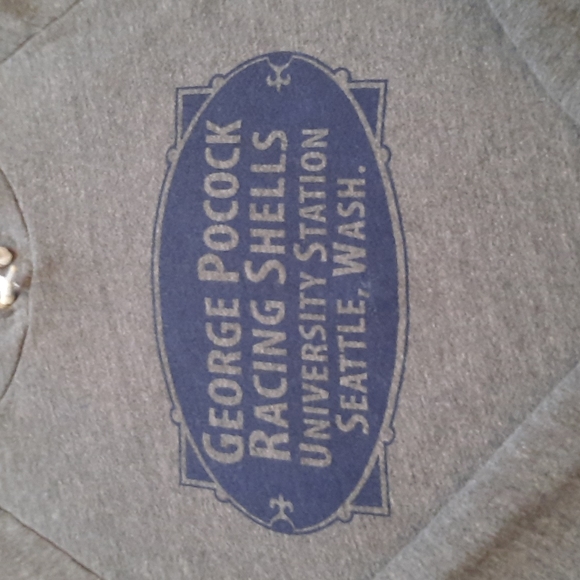 GEORGE POCOCK
RACING SHELLS
UNIVERSITY STATION
SEATTLE, WASH.